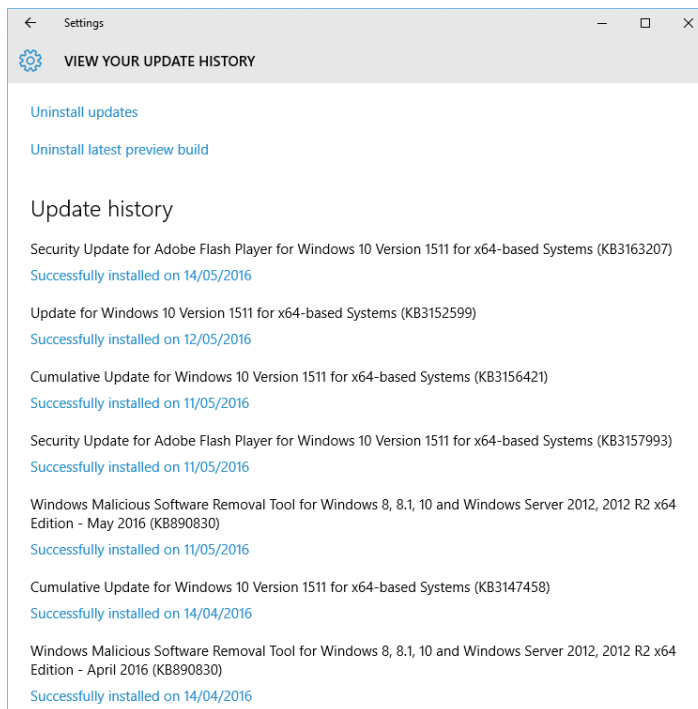 Settings
VIEW YOUR UPDATE HISTORY
Uninstall updates
Uninstall latest preview build
Update history
Security Update for Adobe Flash Player for Windows 10 Version 1511 for x64-based Systems (KB3163207)
Successfully installed on 14/05/2016
Update for Windows 10 Version 1511 for x64-based Systems (KB3152599)
Successfully installed on 12/05/2016
Cumulative Update for Windows 10 Version 1511 for x64-based Systems (KB3156421)
Successfully installed on 11/05/2016
Security Update for Adobe Flash Player for Windows 10 Version 1511 for x64-based Systems (KB3157993)
Successfully installed on 11/05/2016
Windows Malicious Software Removal Tool for Windows 8, 8.1, 10 and Windows Server 2012, 2012 R2 x64
Edition - May 2016 (KB890830)
Successfully installed on 11/05/2016
Cumulative Update for Windows 10 Version 1511 for x64-based Systems (KB3147458)
Successfully installed on 14/04/2016
Windows Malicious Software Removal Tool for Windows 8, 8.1, 10 and Windows Server 2012, 2012 R2 x64
Edition - April 2016 (KB890830)
Successfully installed on 14/04/2016